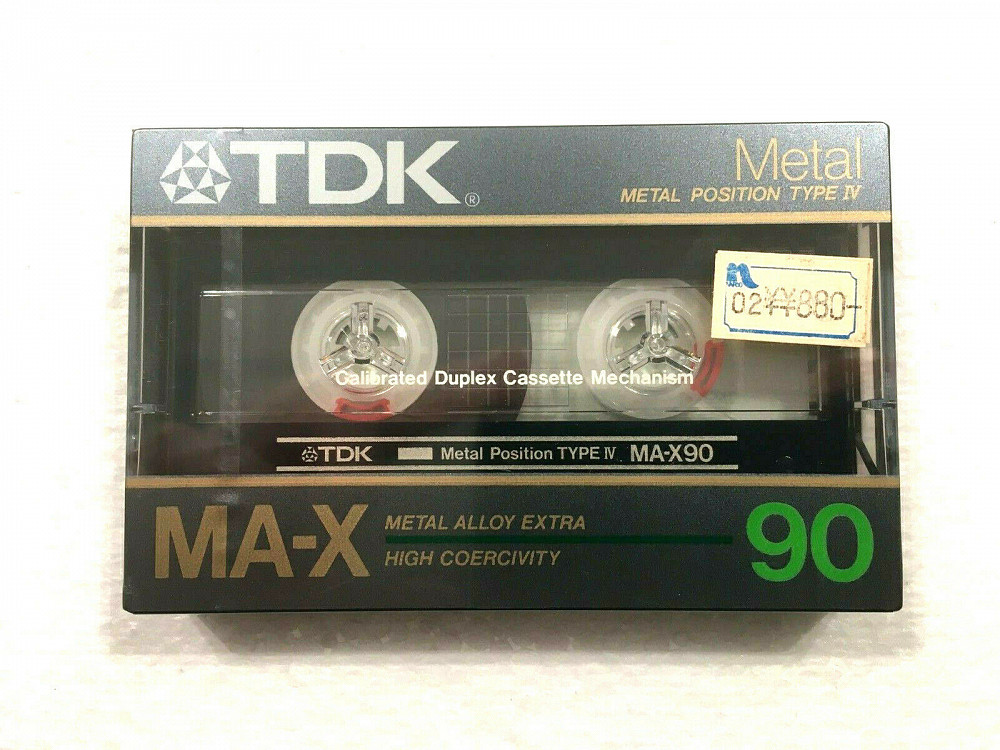 TDK®
Metal
METAL POSITION TYPE IV
02¥¥880-
Calibrated Duplex Cassette Mechanism
TDK Metal Position TYPE IV MA-X90
MA-X
METAL ALLOY EXTRA
HIGH COERCIVITY
90